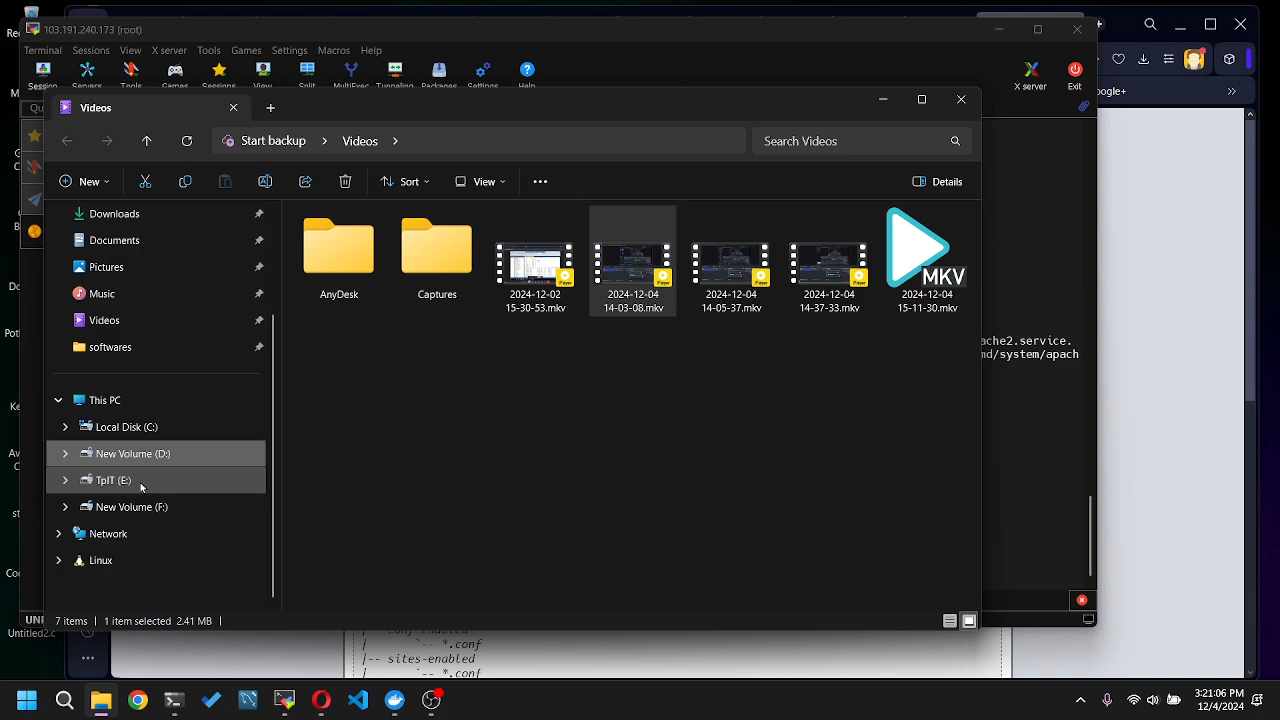 103.191.240.173 (root)
Terminal Sessions View X server Tools Games Settings Macros Help
Session Servers Tools Games Sessions View Split MultiExec Tunneling Packages Settings Help
X server Exit
oogle+
Qu
Videos
Start backup Videos
Search Videos
New
Sort
View
Details
Downloads
Documents
Pictures
Music
Videos
softwares
This PC
Local Disk (C:)
New Volume (D:)
TpIT (E:)
New Volume (F:)
Network
Linux
AnyDesk
Captures
2024-12-02
15-30-53.mkv
2024-12-04
14-03-08.mkv
2024-12-04
14-05-37.mkv
2024-12-04
14-37-33.mkv
MKV
2024-12-04
15-11-30.mkv
ache2.service.
nd/system/apach
7 items 1 item selected 2.41 MB
UNI
Untitled2.c
`-- *.conf
|-- sites-enabled
`-- *.conf
3:21:06 PM
12/4/2024